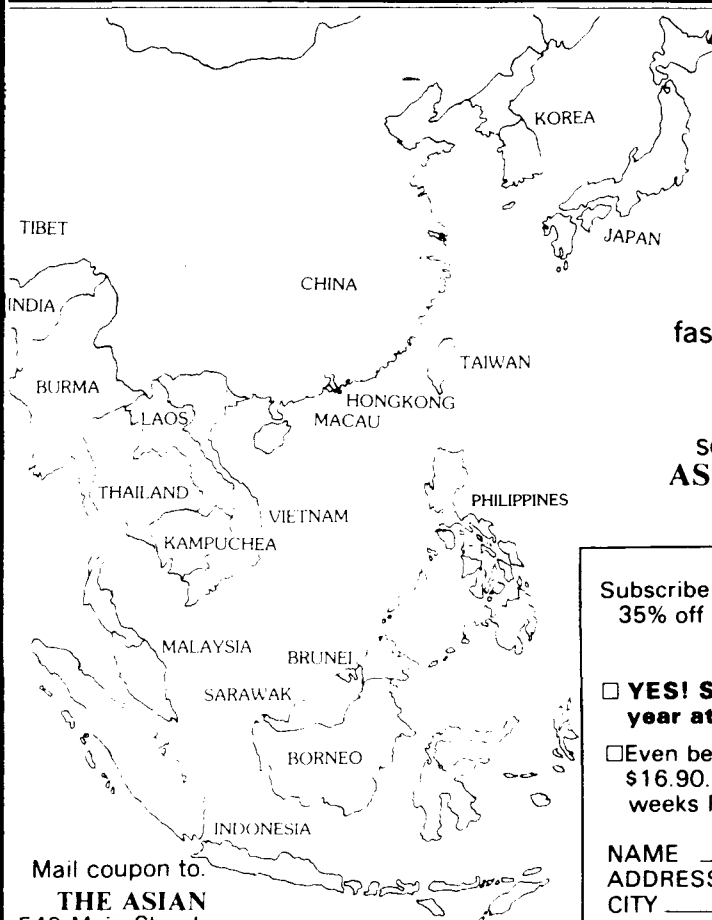 KOREA
JAPAN
TIBET
CHINA
INDIA
TAIWAN
BURMA
HONGKONG
LAOS
MACAU
THAILAND
PHILIPPINES
VIETNAM
KAMPUCHEA
MALAYSIA
BRUNEI
SARAWAK
BORNEO
INDONESIA
Mail coupon to.
THE ASIAN
fas
AS
Subscribe
35% off
☐ YES! S
year at
☐Even be
$16.90.
weeks
NAME
ADDRESS
CITY